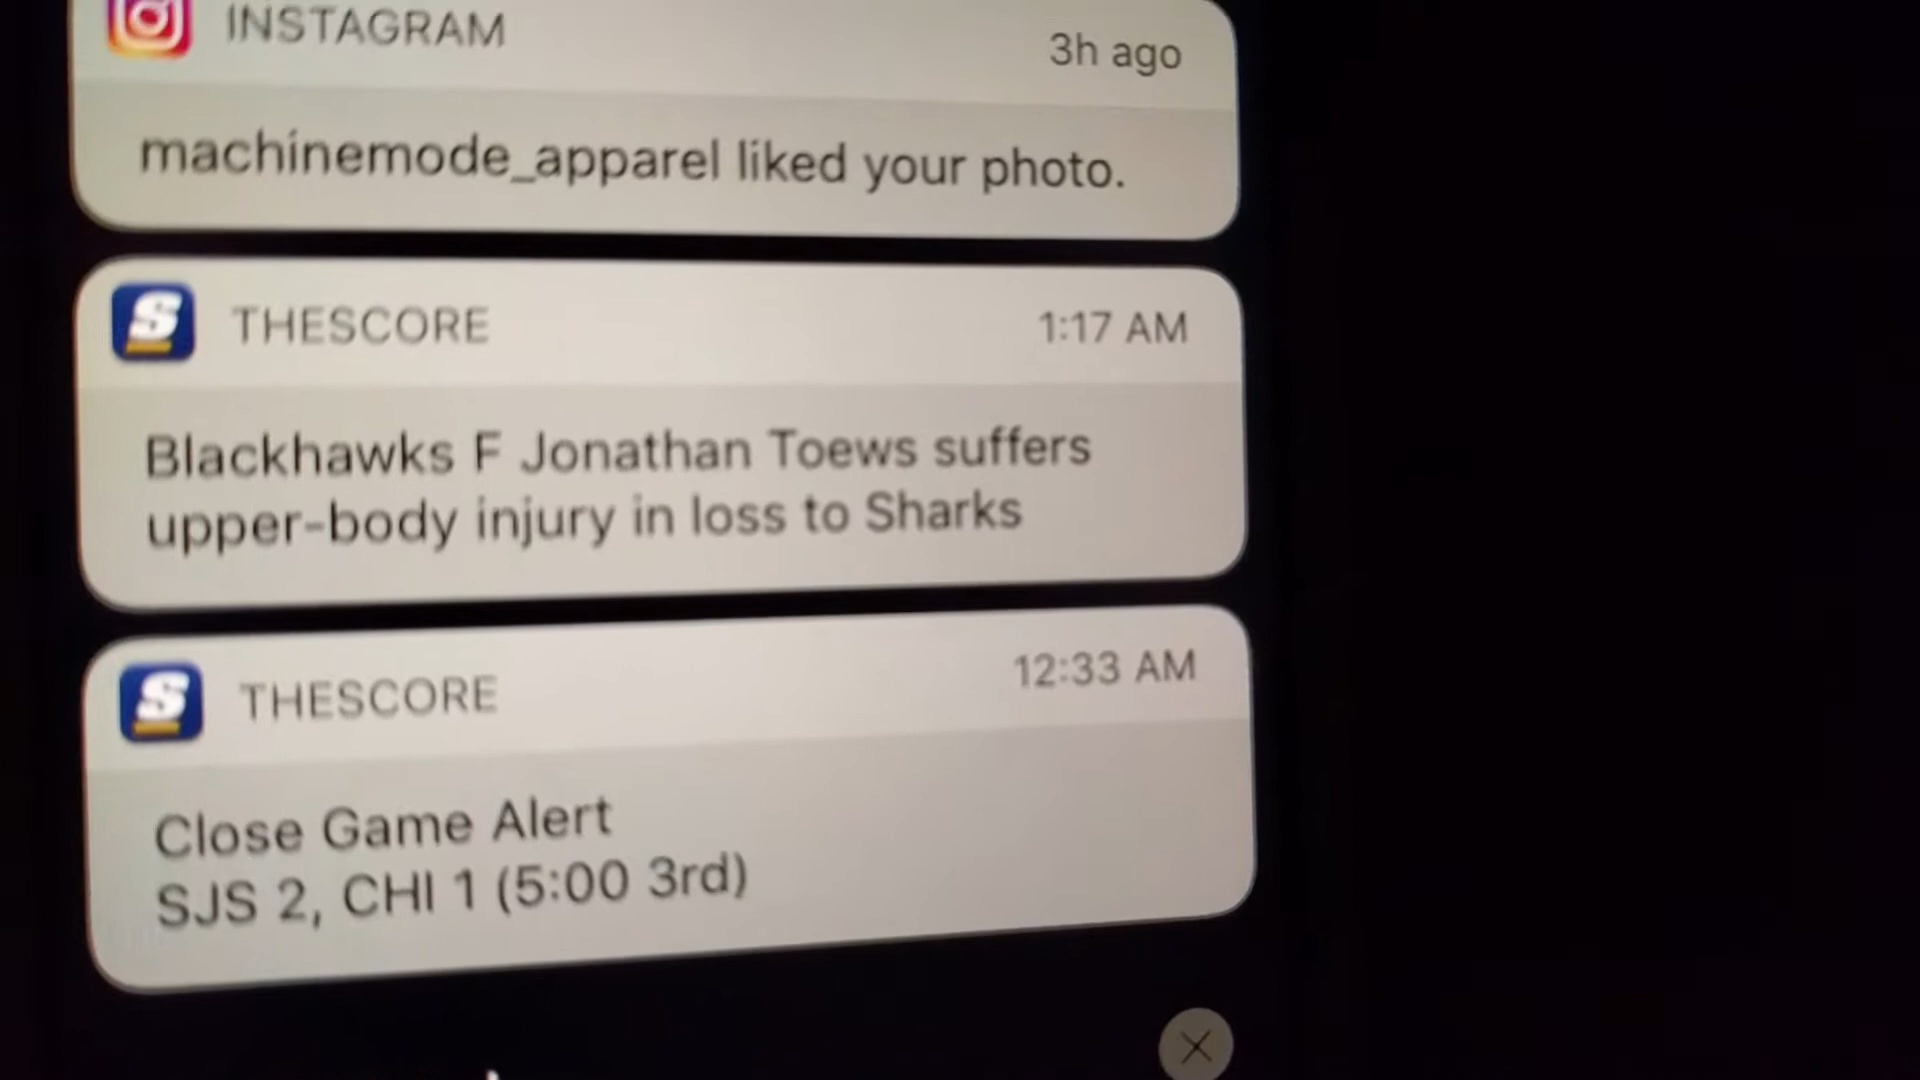 INSTAGRAM
3h ago
machinemode_apparel liked your photo.
THESCORE
1:17 AM
Blackhawks F Jonathan Toews suffers
upper-body injury in loss to Sharks
THESCORE
12:33 AM
Close Game Alert
SJS 2, CHI 1 (5:00 3rd)